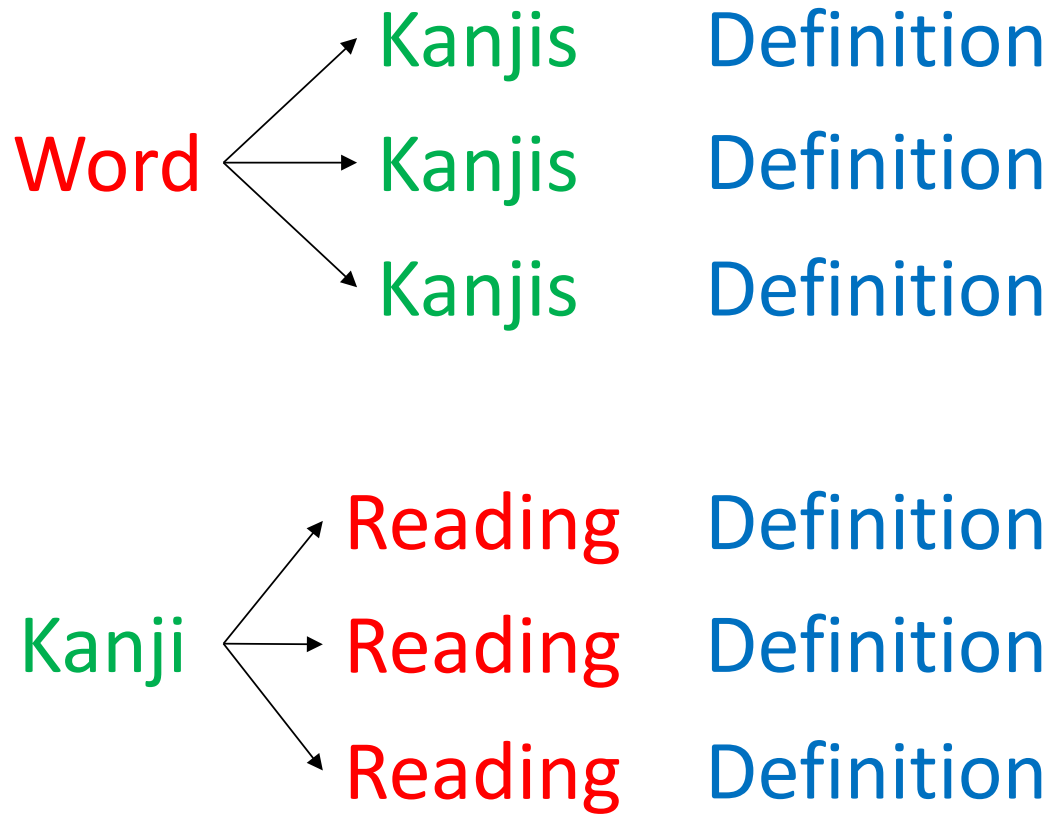 Kanjis Definition
Word Kanjis Definition
Kanjis Definition
Reading Definition
Kanji Reading Definition
Reading Definition